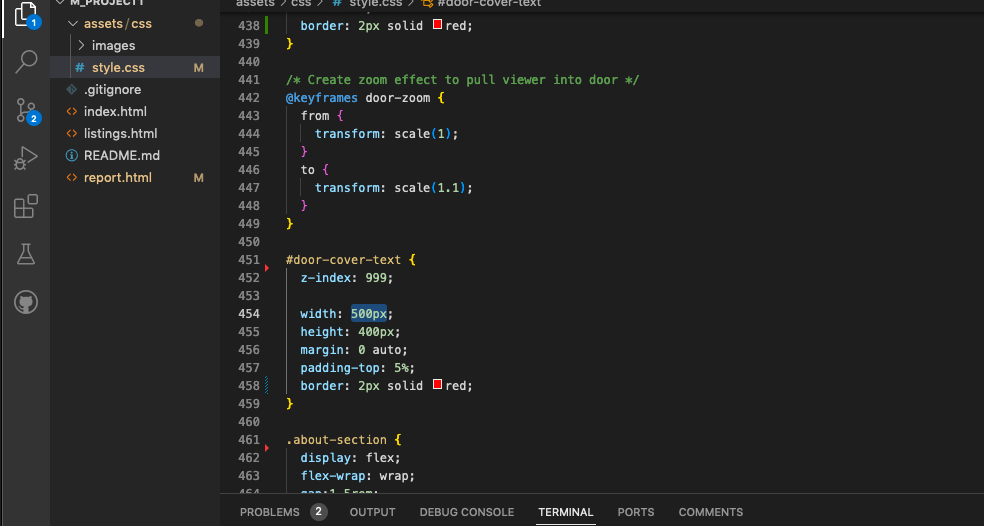 M_PROJECT1
assets / css
images
# style.css M
.gitignore
<> index.html
<> listings.html
README.md
<> report.html M
1
2
assets > css > # style.css > #door-cover-text
438 border: 2px solid red;
439 }
440
441 /* Create zoom effect to pull viewer into door */
442 @keyframes door-zoom {
443 from {
444 transform: scale(1);
445 }
446 to {
447 transform: scale(1.1);
448 }
449 }
450
451 #door-cover-text {
452 z-index: 999;
453
454 width: 500px;
455 height: 400px;
456 margin: 0 auto;
457 padding-top: 5%;
458 border: 2px solid red;
459 }
460
461 .about-section {
462 display: flex;
463 flex-wrap: wrap;
464 gap:1.5rem;
PROBLEMS 2 OUTPUT DEBUG CONSOLE TERMINAL PORTS COMMENTS